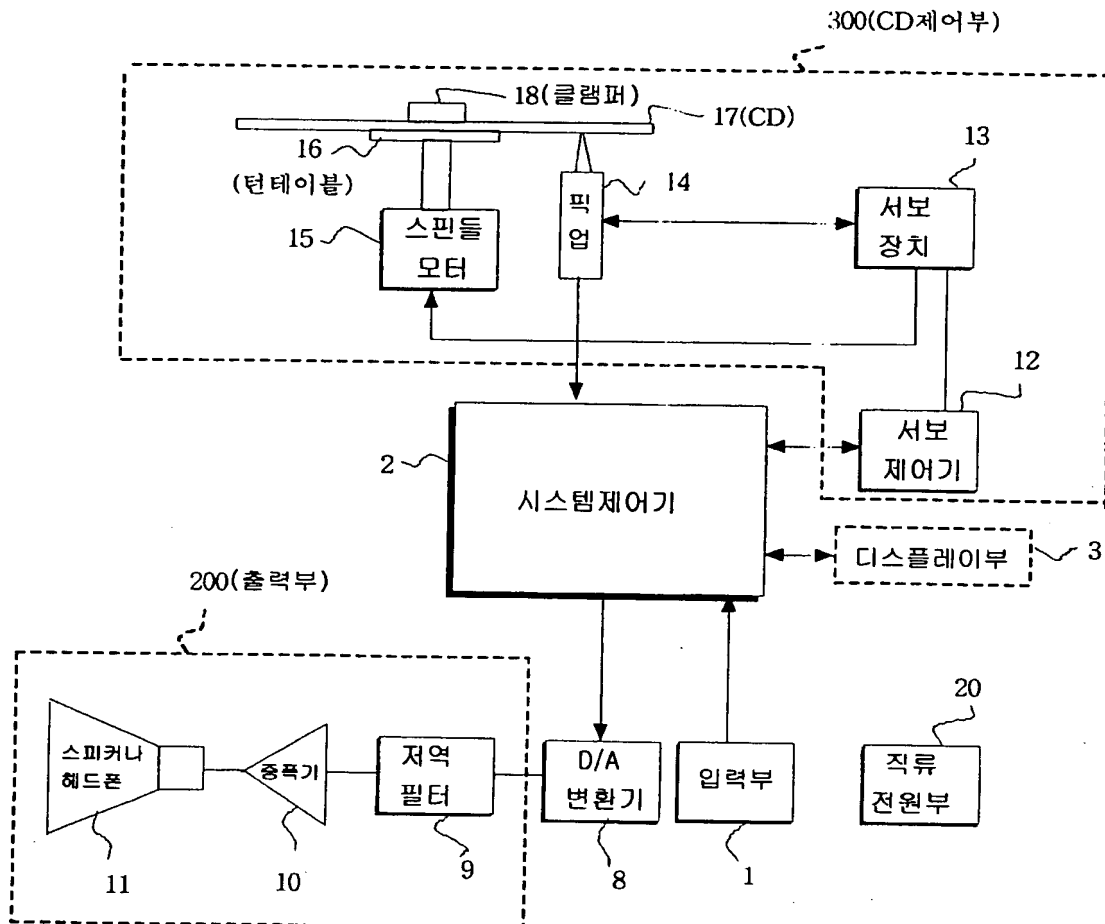 300(CD제어부)
18(클램퍼)
17(CD)
16
(턴테이블)
13
14
픽
업
서보
장치
15
스핀들
모터
12
서보
제어기
2
시스템제어기
디스플레이부
3
200(출력부)
20
스피커나
헤드폰
증폭기
저역
필터
D/A
변환기
입력부
직류
전원부
11
10
9
8
1